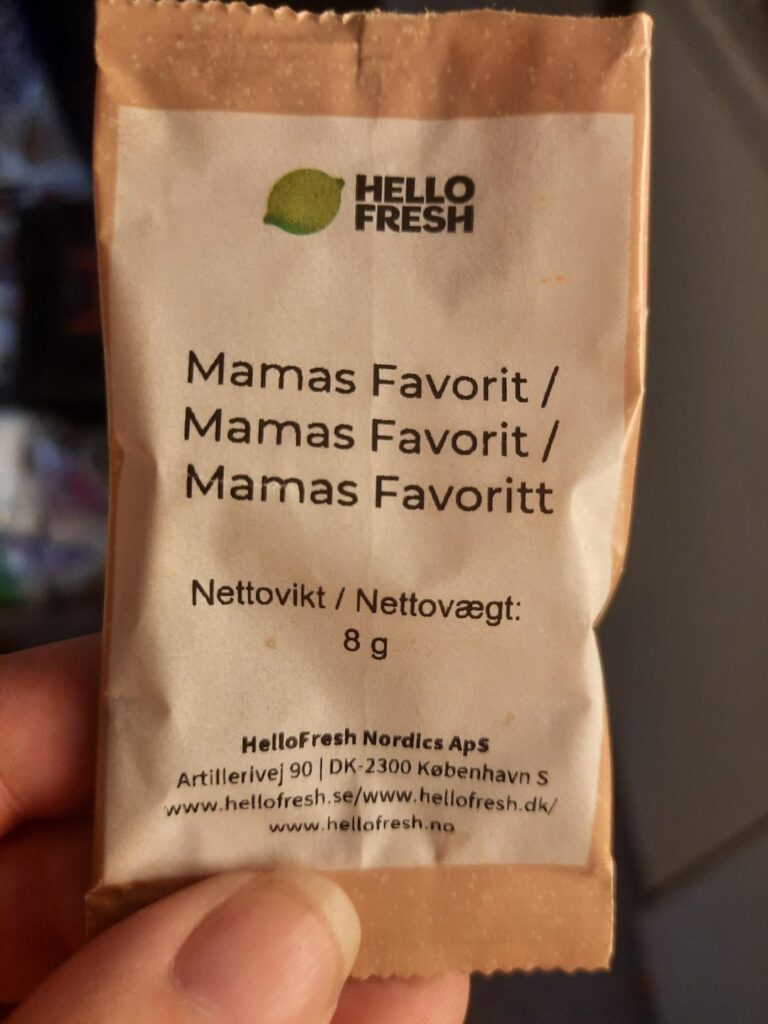 HELLO
FRESH
Mamas Favorit /
Mamas Favorit /
Mamas Favoritt
Nettovikt / Nettovægt:
8 g
HelloFresh Nordics ApS
Artillerivej 90 | DK-2300 København S
www.hellofresh.se/www.hellofresh.dk/
www.hellofresh.no